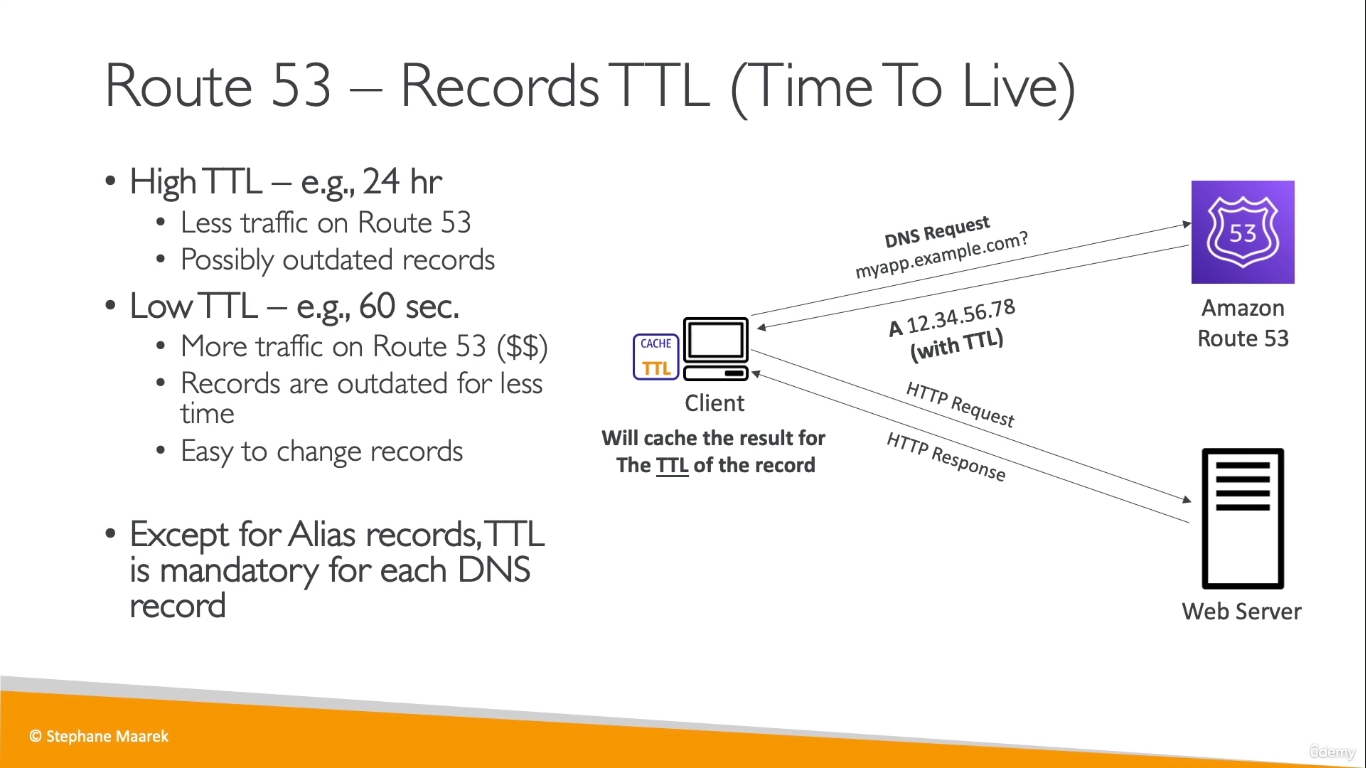 Route 53 – Records TTL (Time To Live)
• High TTL – e.g., 24 hr
• Less traffic on Route 53
• Possibly outdated records
• Low TTL – e.g., 60 sec.
• More traffic on Route 53 ($$)
• Records are outdated for less
time
• Easy to change records
• Except for Alias records, TTL
is mandatory for each DNS
record
DNS Request
myapp.example.com?
A 12.34.56.78
(with TTL)
53
Amazon
Route 53
CACHE
TTL
Client
Will cache the result for
The TTL of the record
HTTP Request
HTTP Response
Web Server
© Stephane Maarek
ûdemy